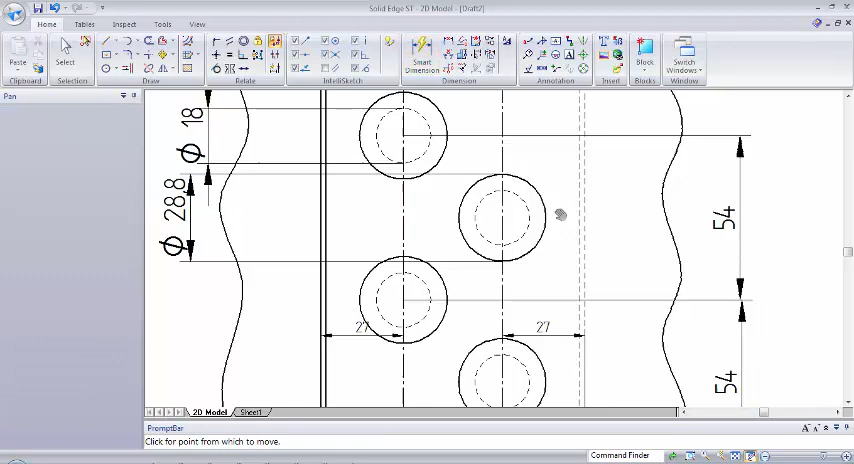 Solid Edge ST - 2D Model - [Draft2]
Home Tables Inspect Tools View
Paste
Select
Smart
Dimension
Block
Switch
Windows
Clipboard Selection Draw Relate IntelliSketch Dimension Annotation Insert Blocks Window
Pan
ϕ 18
ϕ 28,8
54
27
27
54
2D Model Sheet1
PromptBar
Click for point from which to move.
Command Finder